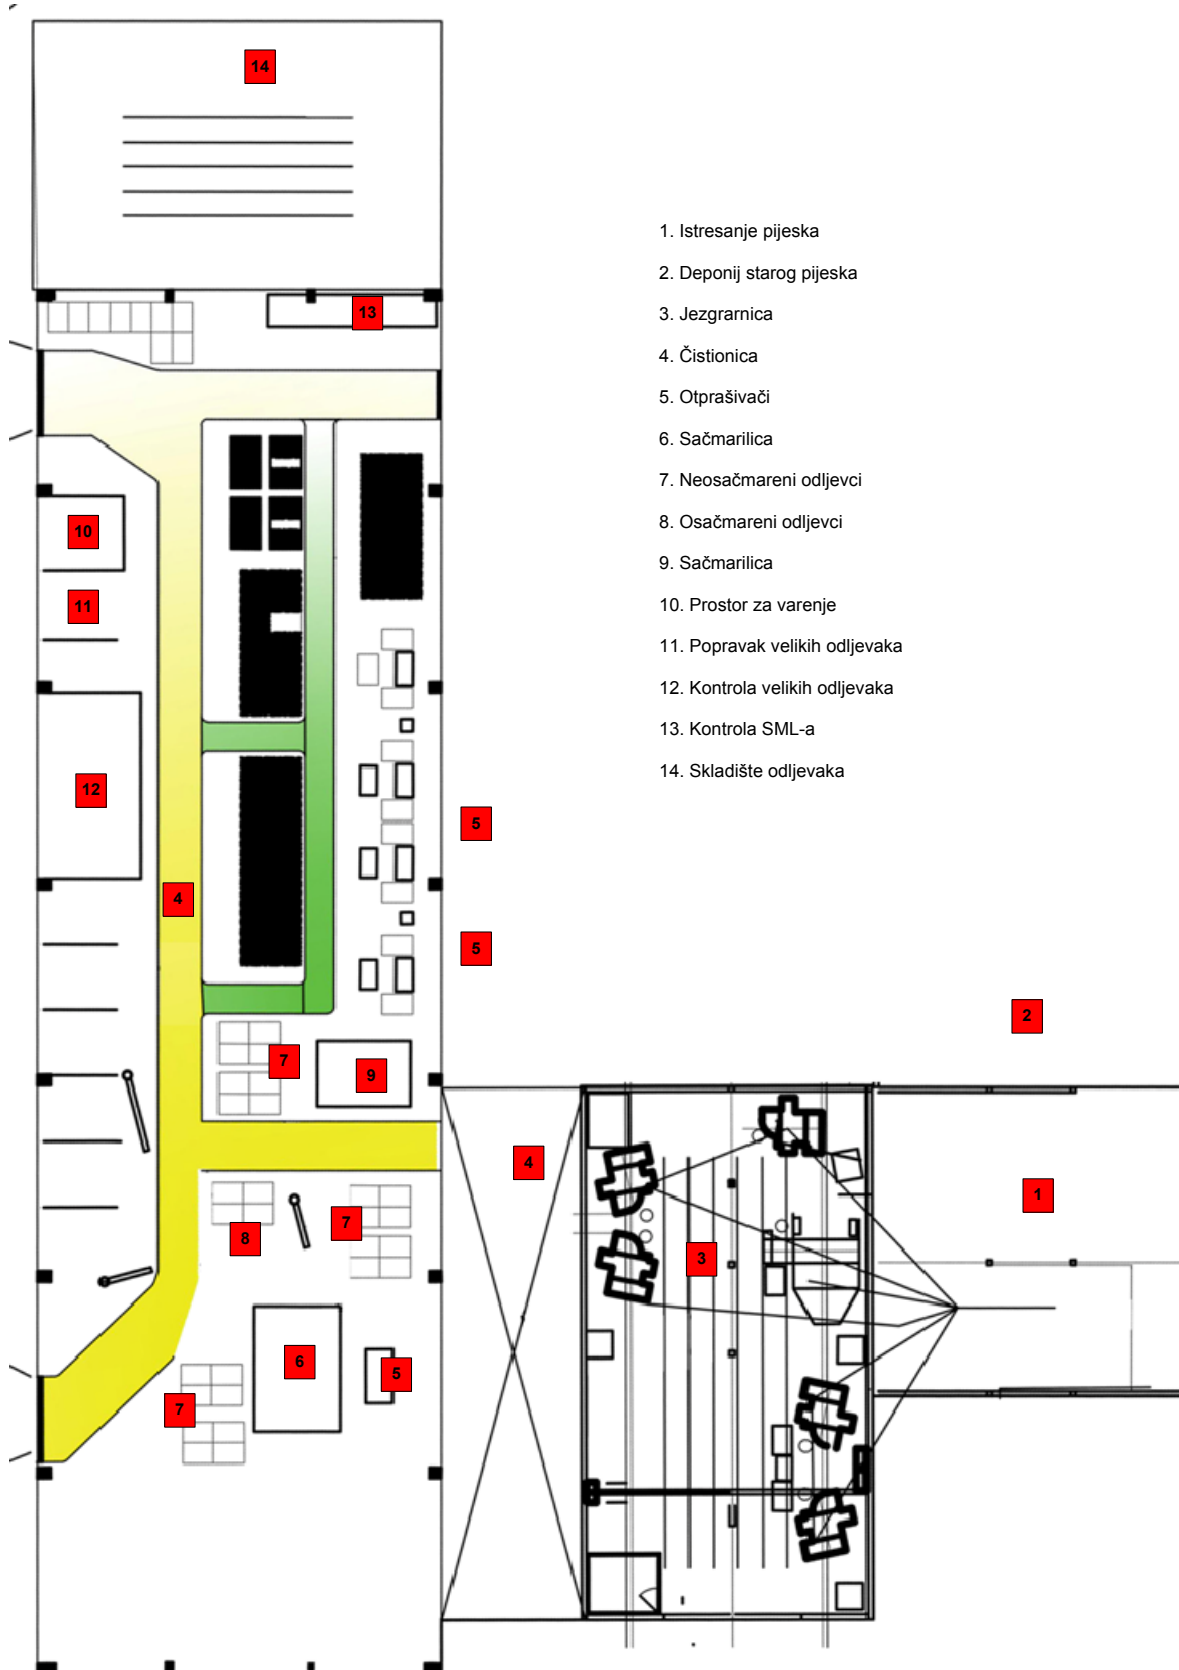 14
1. Istresanje pijeska
2. Deponij starog pijeska
13
3. Jezgrarnica
4. Čistionica
5. Otprašivači
6. Sačmarilica
7. Neosačmareni odljevci
8. Osačmareni odljevci
10
9. Sačmarilica
11
10. Prostor za varenje
11. Popravak velikih odljevaka
12. Kontrola velikih odljevaka
13. Kontrola SML-a
14. Skladište odljevaka
12
5
4
5
2
7
9
4
1
7
8
3
6
5
7